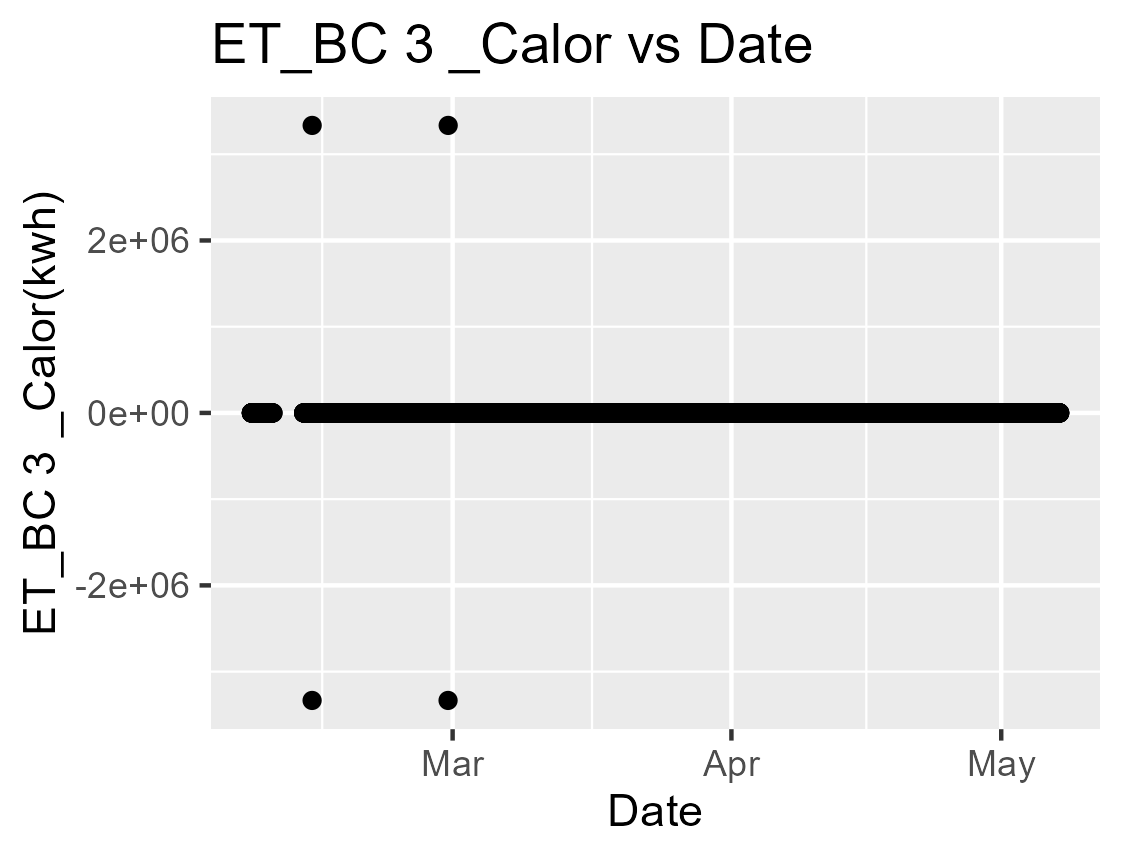 ET_BC 3 _Calor vs Date
ET_BC 3 _Calor(kwh)
2e+06
0e+00
-2e+06
Mar
Apr
May
Date